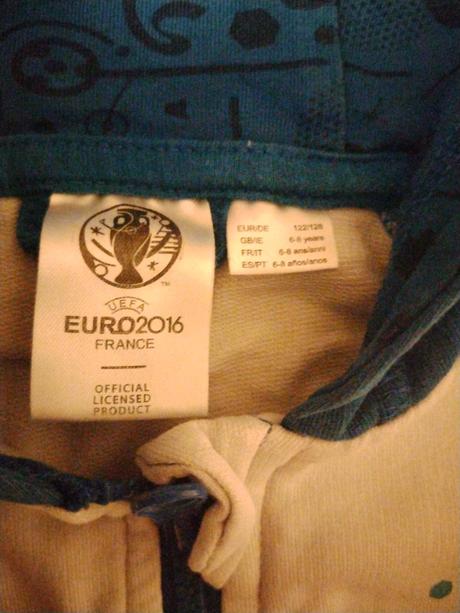 TM
UEFA
EURO2016
FRANCE
OFFICIAL
LICENSED
PRODUCT
EUR/DE 122/128
GB/IE 6-8 years
FR/IT 6-8 ans/anni
ES/PT 6-8 años/anos